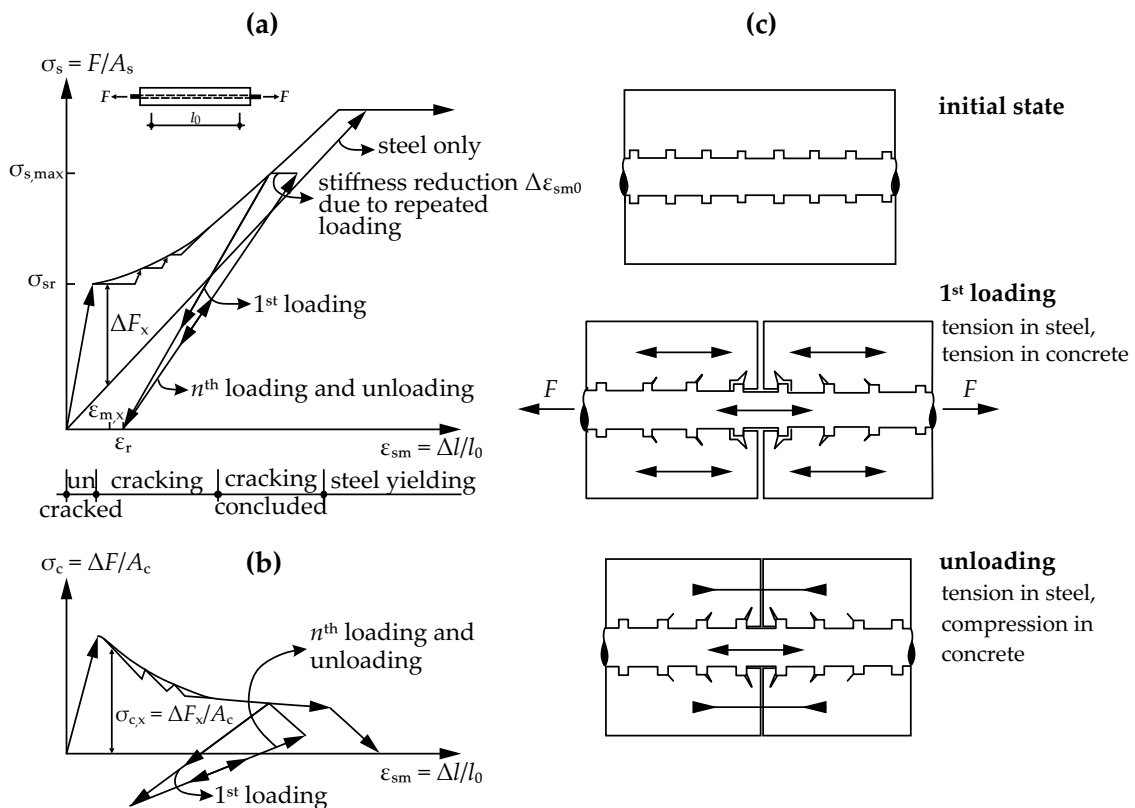 (a)
σs = F/As
F
F
l0
steel only
σs,max
stiffness reduction Δεsm0
due to repeated
loading
σsr
1st loading
ΔFx
nth loading and unloading
εm,x
εr
εsm = Δl/l0
un
cracked
cracking
cracking
concluded
steel yielding
(b)
σc = ΔF/Ac
nth loading and
unloading
σc,x = ΔFx/Ac
εsm = Δl/l0
1st loading
(c)
initial state
1st loading
tension in steel,
tension in concrete
F
F
unloading
tension in steel,
compression in
concrete